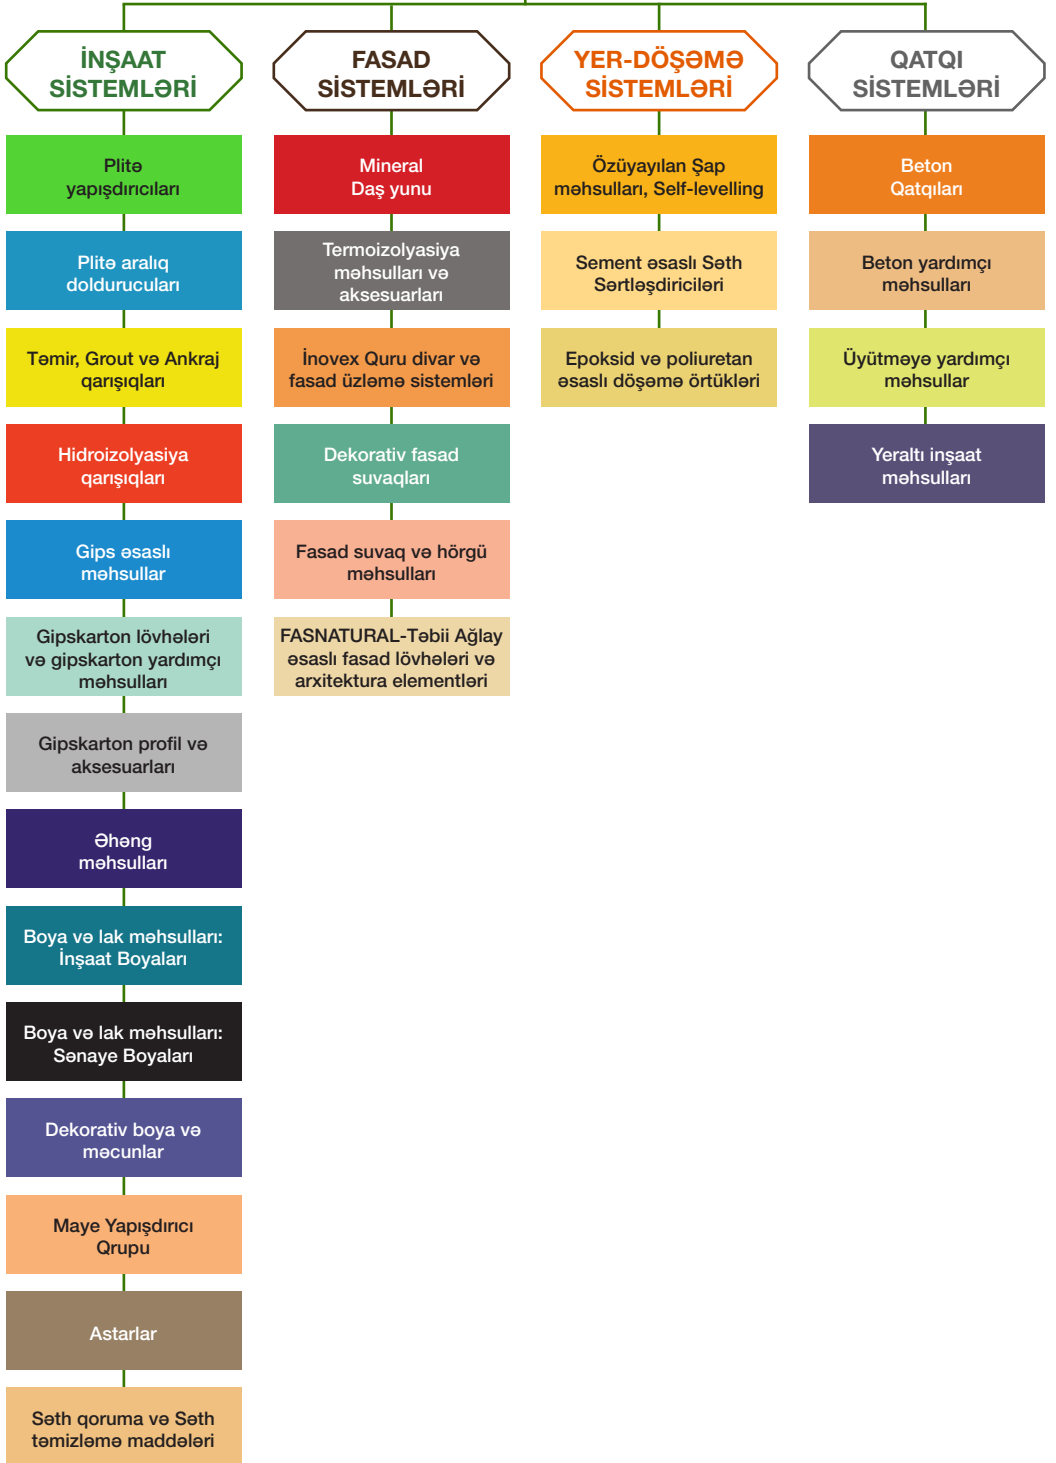 İNŞAAT
SİSTEMLƏRİ
Plitə
yapışdırıcıları
Plitə aralıq
doldurucuları
Təmir, Grout və Ankraj
qarışıqları
Hidroizolyasiya
qarışıqları
Gips əsaslı
məhsullar
Gipskarton lövhələri
və gipskarton yardımçı
məhsulları
Gipskarton profil və
aksesuarları
Əhəng
məhsulları
Boya və lak məhsulları:
İnşaat Boyaları
Boya və lak məhsulları:
Sənaye Boyaları
Dekorativ boya və
məcunlar
Maye Yapışdırıcı
Qrupu
Astarlar
Səth qoruma və Səth
təmizləmə maddələri
FASAD
SİSTEMLƏRİ
Mineral
Daş yunu
Termoizolyasiya
məhsulları və
aksesuarları
İnovex Quru divar və
fasad üzləmə sistemləri
Dekorativ fasad
suvaqları
Fasad suvaq və hörgü
məhsulları
FASNATURAL-Təbii Ağlay
əsaslı fasad lövhələri və
arxitektura elementləri
YER-DÖŞƏMƏ
SİSTEMLƏRİ
Özüyayılan Şap
məhsulları, Self-levelling
Sement əsaslı Səth
Sərtləşdiriciləri
Epoksid və poliuretan
əsaslı döşəmə örtükləri
QATQI
SİSTEMLƏRİ
Beton
Qatqıları
Beton yardımçı
məhsulları
Üyütməyə yardımçı
məhsullar
Yeraltı inşaat
məhsulları